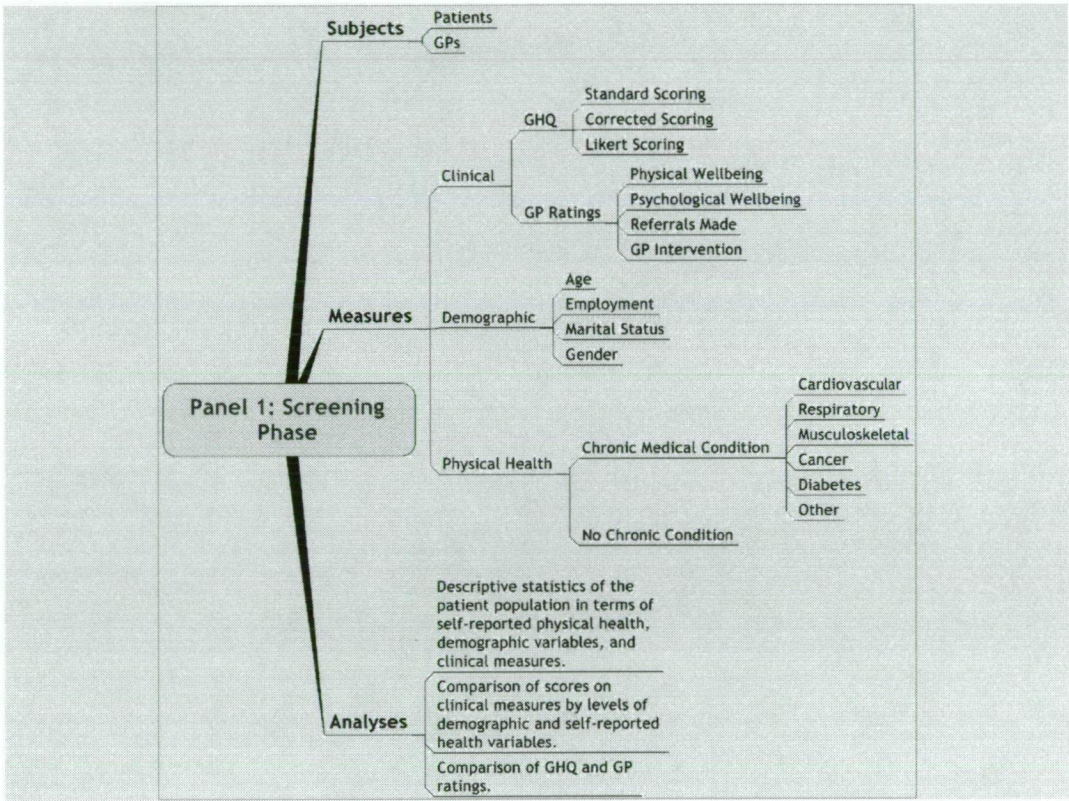 Subjects
Patients
GPs
GHQ
Standard Scoring
Corrected Scoring
Likert Scoring
Clinical
GP Ratings
Physical Wellbeing
Psychological Wellbeing
Referrals Made
GP Intervention
Measures
Demographic
Age
Employment
Marital Status
Gender
Panel 1: Screening
Phase
Physical Health
Chronic Medical Condition
Cardiovascular
Respiratory
Musculoskeletal
Cancer
Diabetes
Other
No Chronic Condition
Analyses
Descriptive statistics of the
patient population in terms of
self-reported physical health,
demographic variables, and
clinical measures.
Comparison of scores on
clinical measures by levels of
demographic and self-reported
health variables.
Comparison of GHQ and GP
ratings.